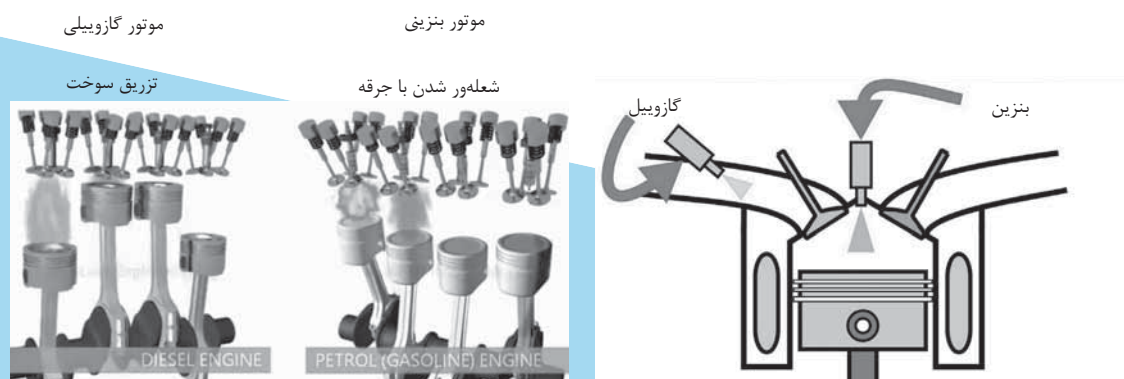 موتور بنزینی
موتور گازوییلی
شعله‌ور شدن با جرقه
تزریق سوخت
بنزین
گازوییل
PETROL (GASOLINE) ENGINE
DIESEL ENGINE